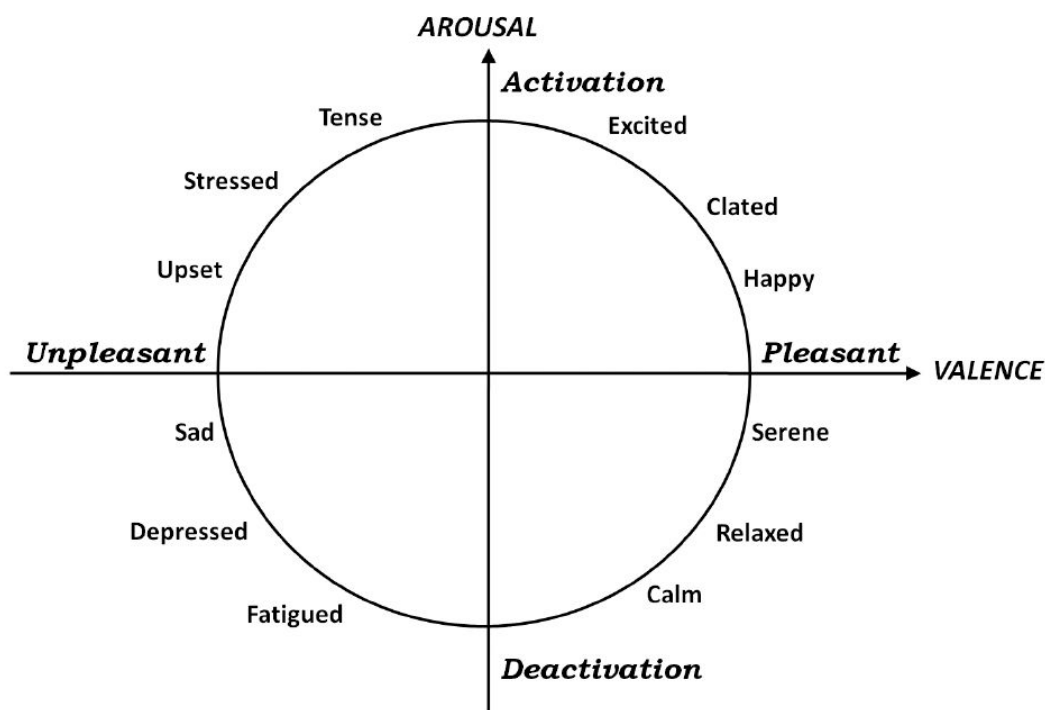 AROUSAL
Activation
Tense
Excited
Stressed
Clated
Upset
Happy
Unpleasant
Pleasant
VALENCE
Sad
Serene
Depressed
Relaxed
Calm
Fatigued
Deactivation